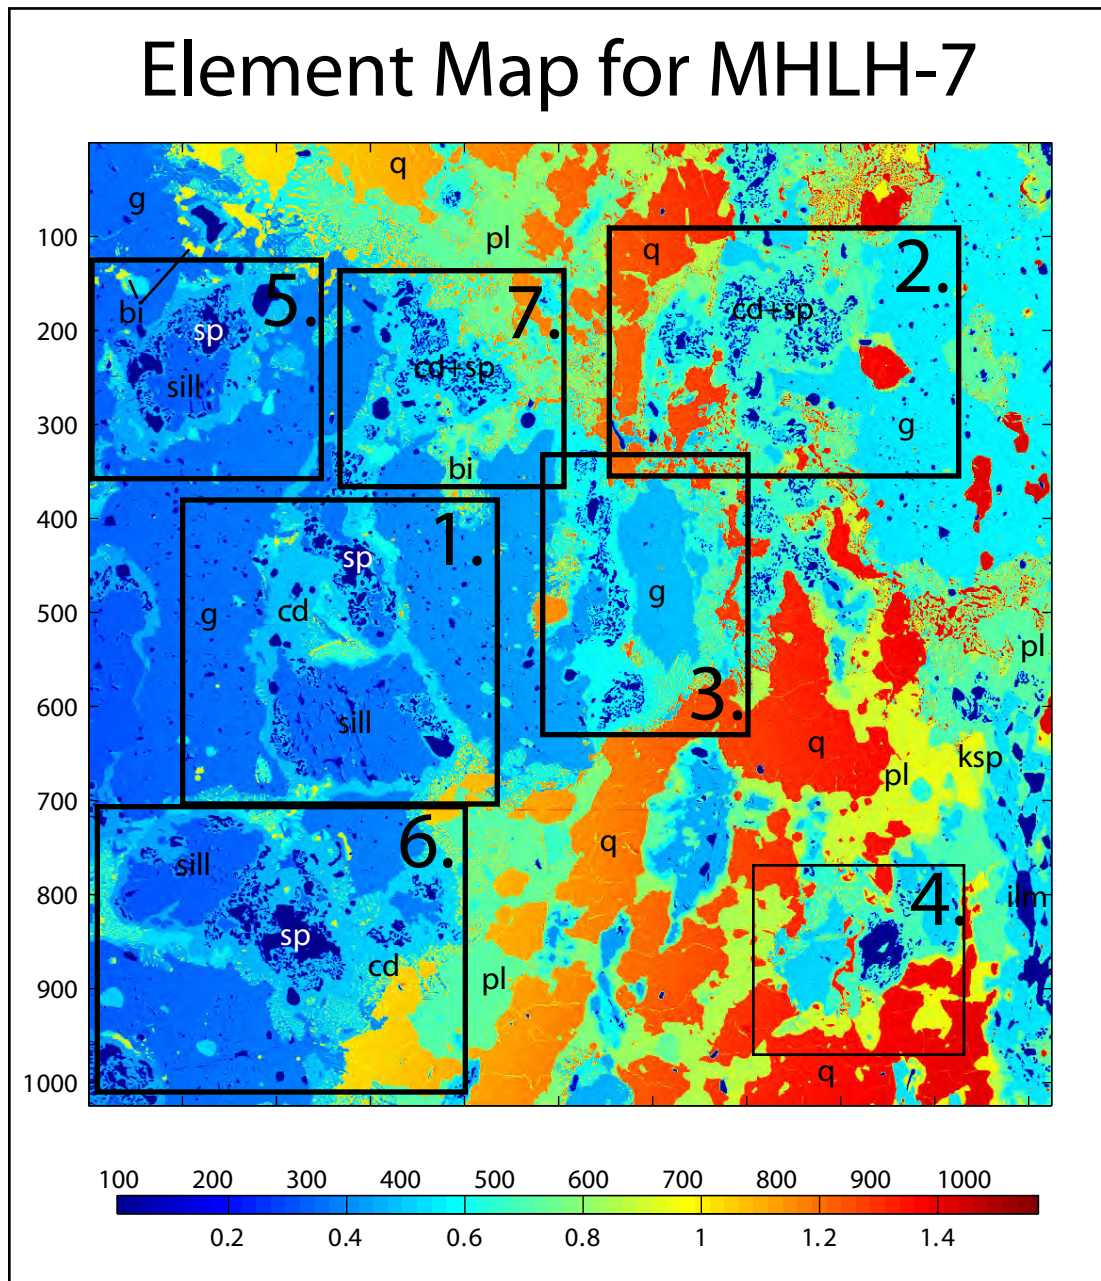 Element Map for MHLH-7
q
g
pl
q
2.
100
bi
5.
7.
sp
cd+sp
200
cd+sp
sill
300
g
bi
400
1.
sp
g
cd
g
500
pl
3.
600
sill
q
ksp
pl
700
6.
q
sill
800
4.
ilm
sp
cd
pl
900
q
1000
100 200 300 400 500 600 700 800 900 1000
0.2 0.4 0.6 0.8 1 1.2 1.4